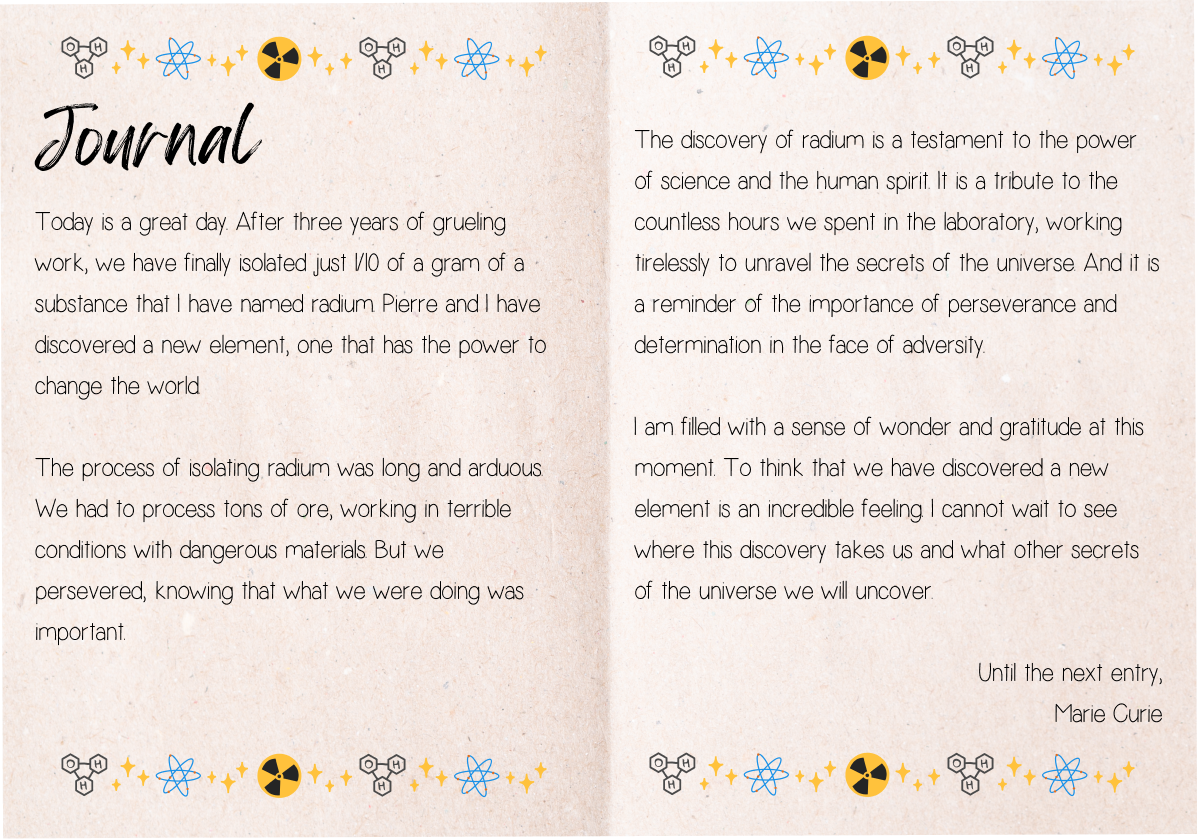 Journal
Today is a great day. After three years of grueling
work, we have finally isolated just 1/10 of a gram of a
substance that I have named radium. Pierre and I have
discovered a new element, one that has the power to
change the world.
The process of isolating radium was long and arduous.
We had to process tons of ore, working in terrible
conditions with dangerous materials. But we
persevered, knowing that what we were doing was
important.
The discovery of radium is a testament to the power
of science and the human spirit. It is a tribute to the
countless hours we spent in the laboratory, working
tirelessly to unravel the secrets of the universe. And it is
a reminder of the importance of perseverance and
determination in the face of adversity.
I am filled with a sense of wonder and gratitude at this
moment. To think that we have discovered a new
element is an incredible feeling. I cannot wait to see
where this discovery takes us and what other secrets
of the universe we will uncover.
Until the next entry,
Marie Curie